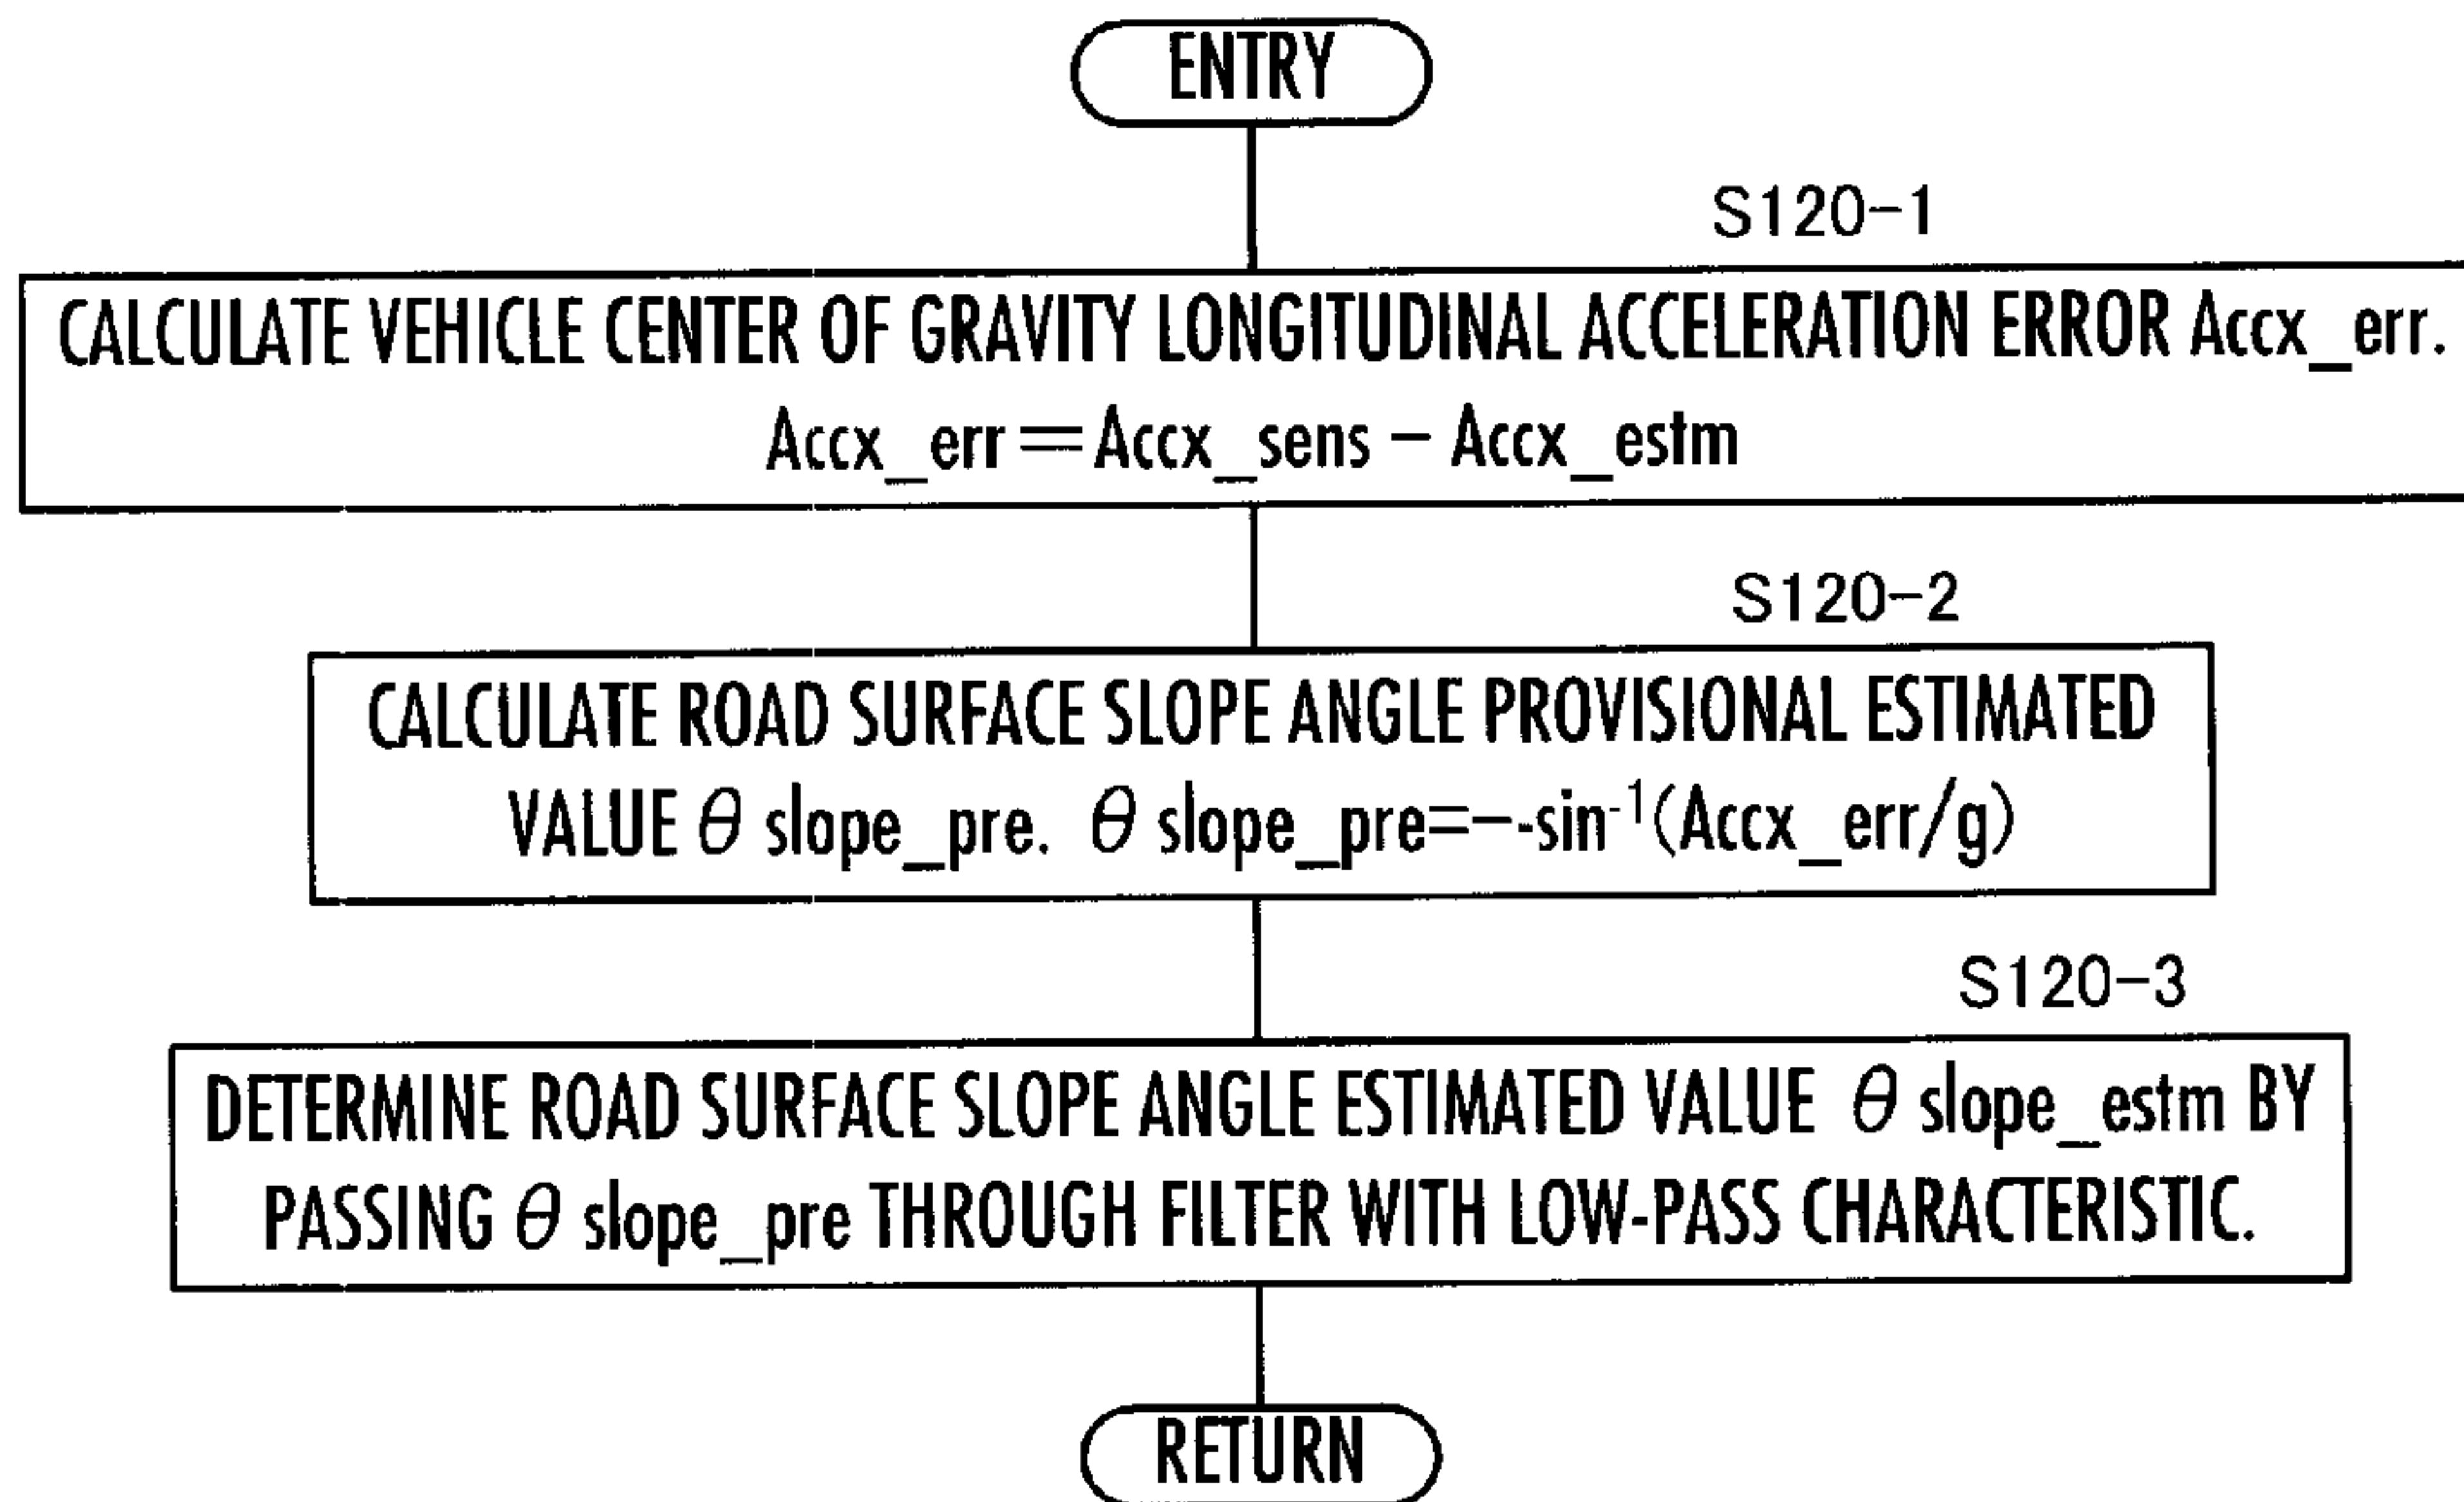 ENTRY
S120-1
CALCULATE VEHICLE CENTER OF GRAVITY LONGITUDINAL ACCELERATION ERROR Accx_err.
Accx_err=Accx_sens − Accx_estm
S120-2
CALCULATE ROAD SURFACE SLOPE ANGLE PROVISIONAL ESTIMATED
VALUE θ slope_pre. θ slope_pre=−-sin⁻¹(Accx_err/g)
S120-3
DETERMINE ROAD SURFACE SLOPE ANGLE ESTIMATED VALUE θ slope_estm BY
PASSING θ slope_pre THROUGH FILTER WITH LOW-PASS CHARACTERISTIC.
RETURN